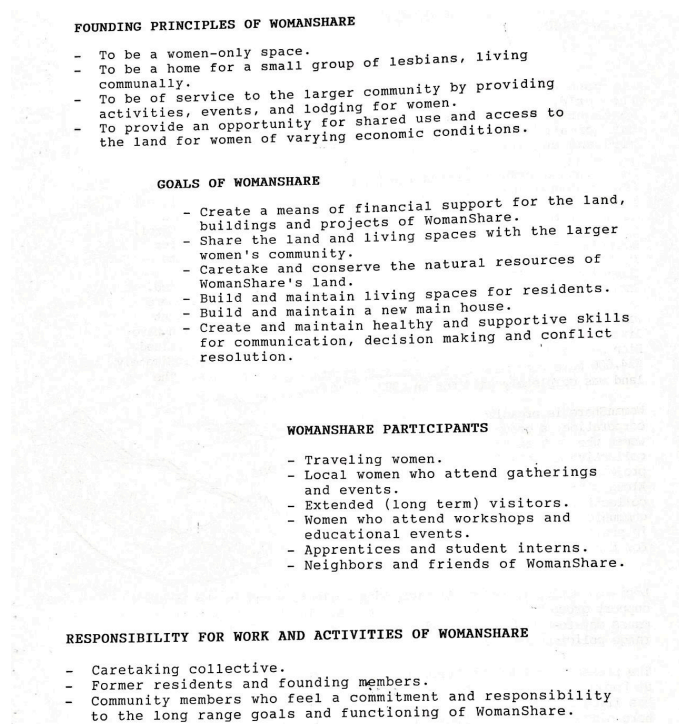 FOUNDING PRINCIPLES OF WOMANSHARE
- To be a women-only space.
- To be a home for a small group of lesbians, living
communally.
- To be of service to the larger community by providing
activities, events, and lodging for women.
- To provide an opportunity for shared use and access to
the land for women of varying economic conditions.
GOALS OF WOMANSHARE
- Create a means of financial support for the land,
buildings and projects of WomanShare.
- Share the land and living spaces with the larger
women's community.
- Caretake and conserve the natural resources of
WomanShare's land.
- Build and maintain living spaces for residents.
- Build and maintain a new main house.
- Create and maintain healthy and supportive skills
for communication, decision making and conflict
resolution.
WOMANSHARE PARTICIPANTS
- Traveling women.
- Local women who attend gatherings
and events.
- Extended (long term) visitors.
- Women who attend workshops and
educational events.
- Apprentices and student interns.
- Neighbors and friends of WomanShare.
RESPONSIBILITY FOR WORK AND ACTIVITIES OF WOMANSHARE
- Caretaking collective.
- Former residents and founding members.
- Community members who feel a commitment and responsibility
to the long range goals and functioning of WomanShare.